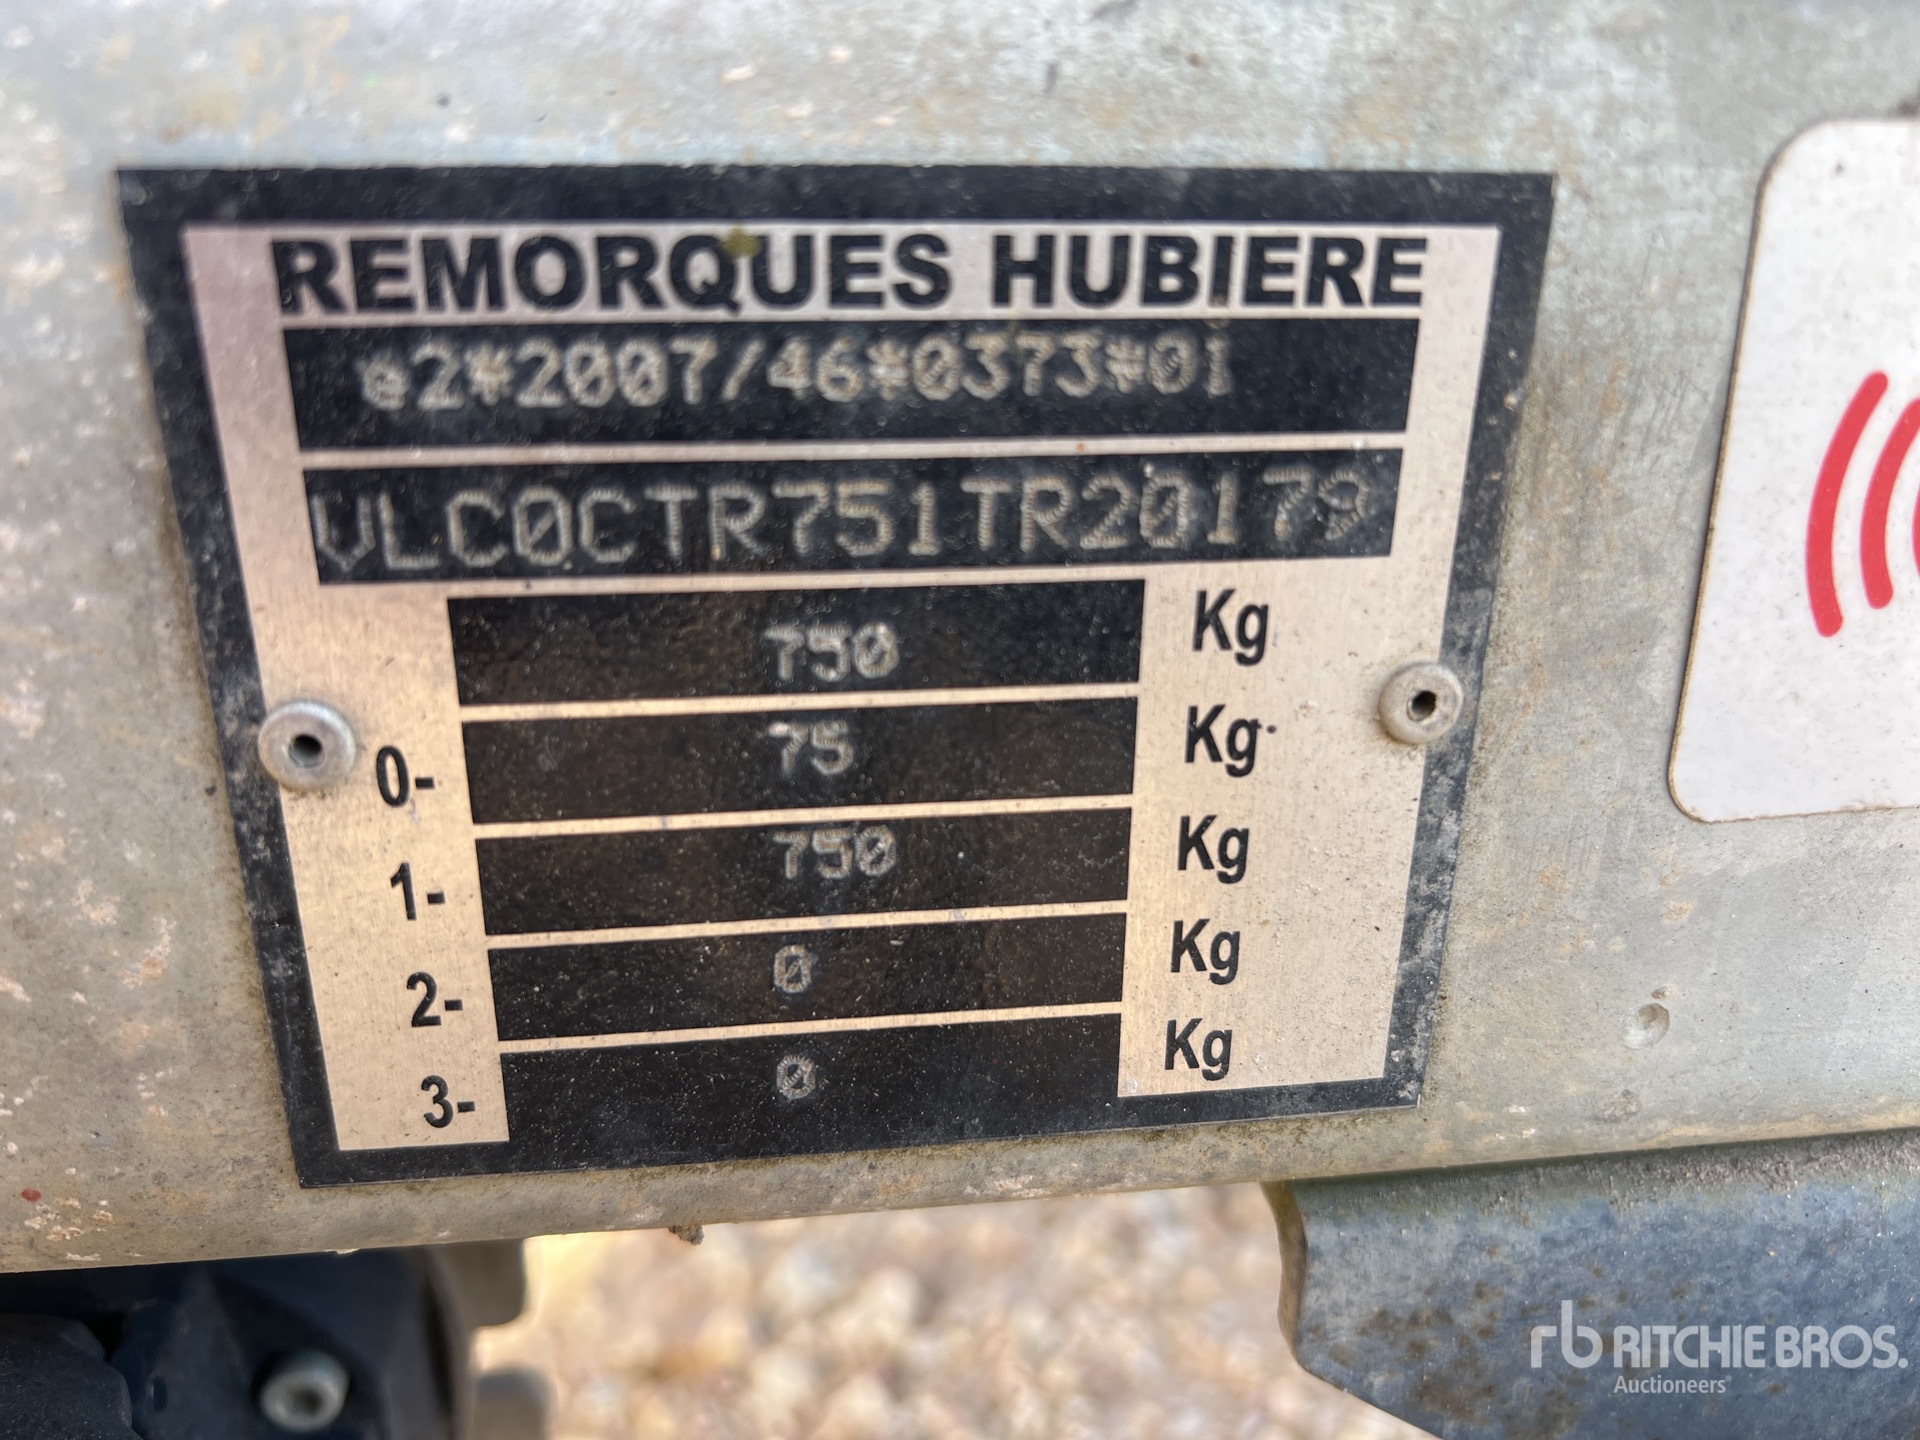 REMORQUES HUBIERE
e2*2007/46*0373*01
VLC0CTR751TR20179
750 Kg
0- 75 Kg
1- 750 Kg
2- 0 Kg
3- 0 Kg
rb RITCHIE BROS.
Auctioneers